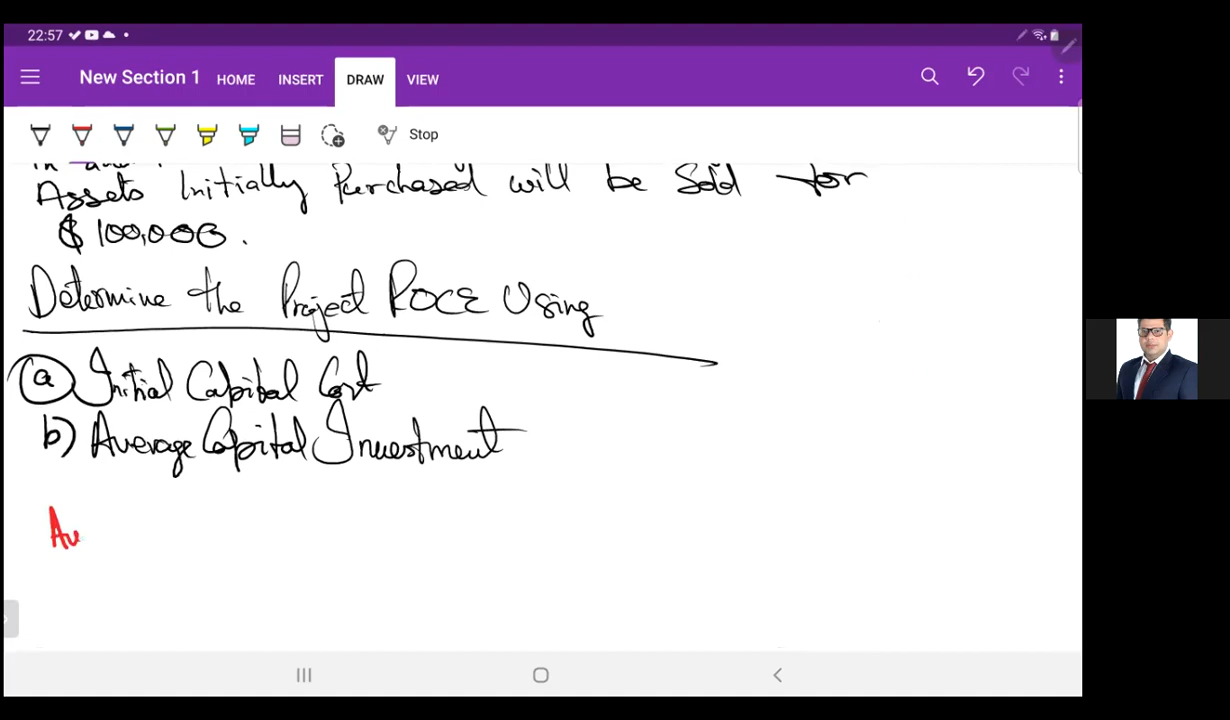 22:57
New Section 1 HOME INSERT DRAW VIEW
Stop
Assets Initially Purchased will be Sold for
$ 100,000.
Determine the Project ROCE Using
a Initial Capital Cost
b) Average Capital Investment
Av